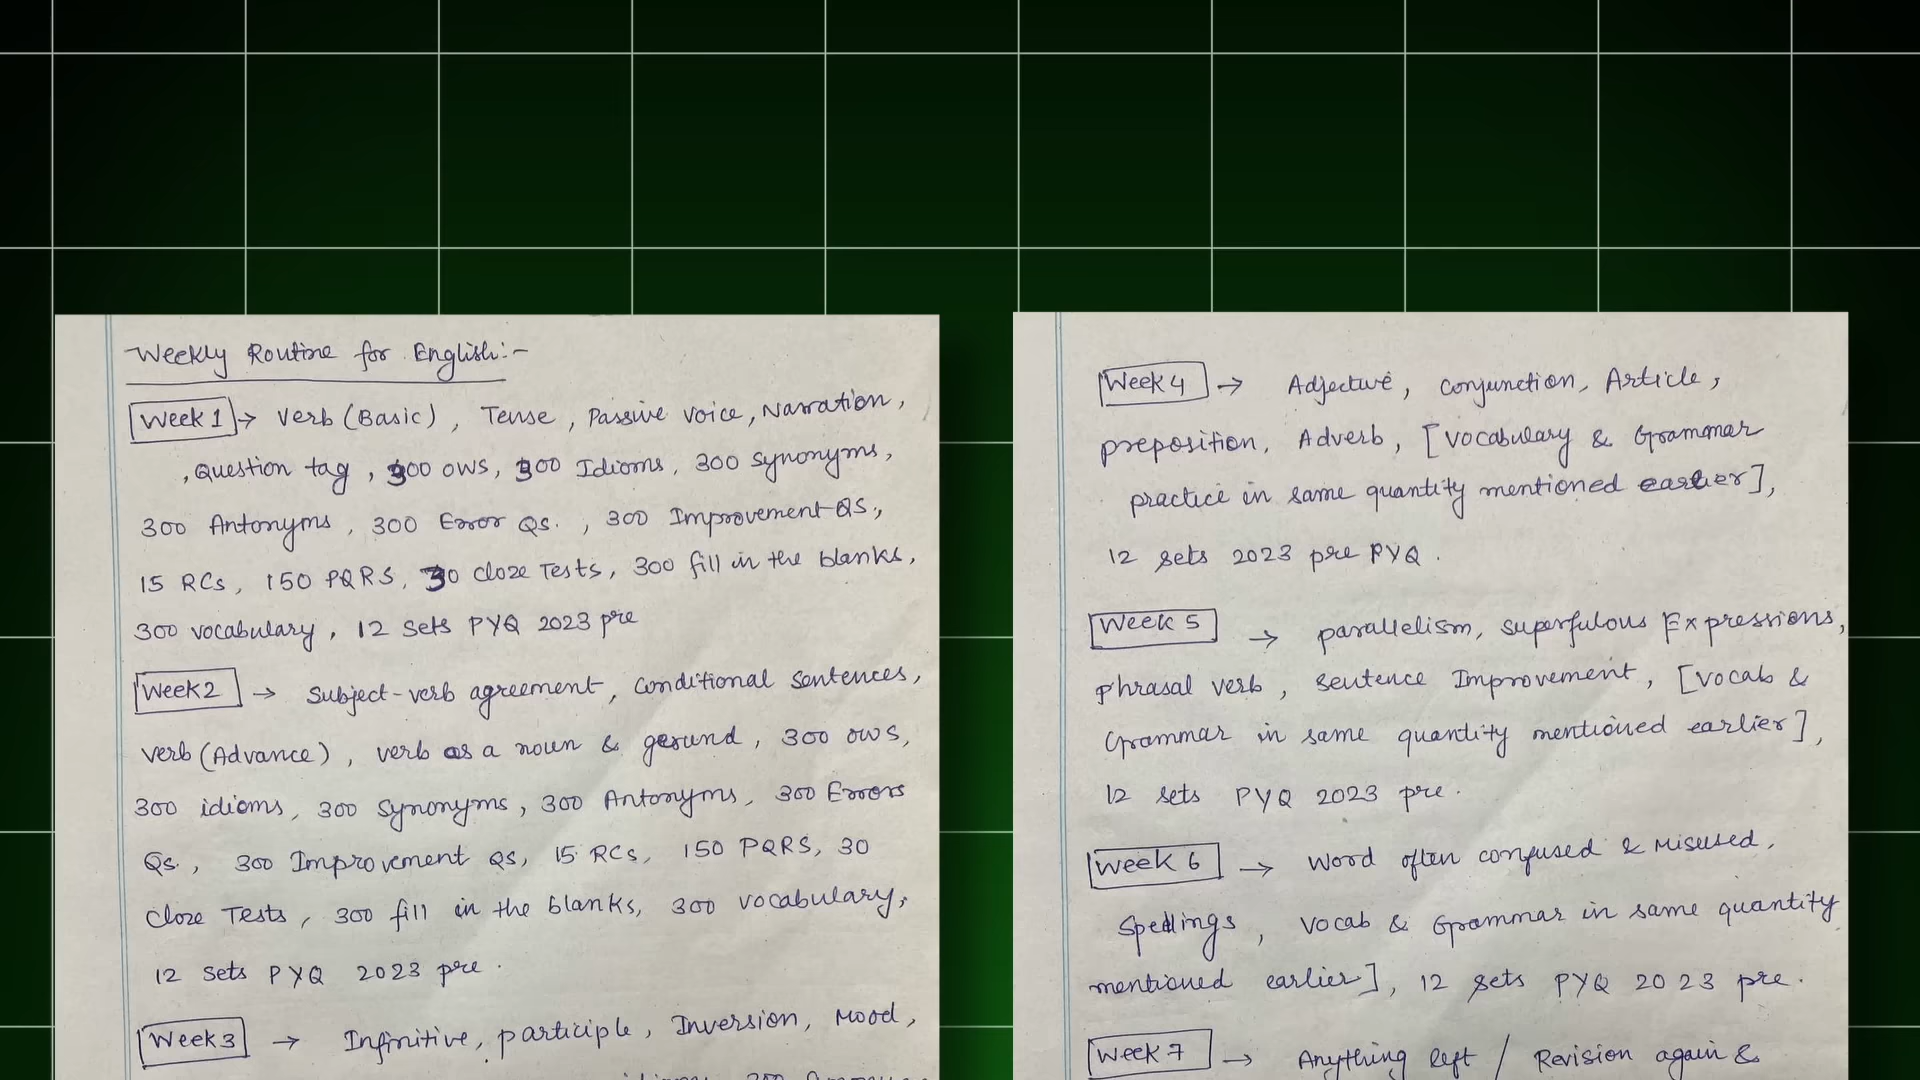 Weekly Routine for English:-
Week 1 → Verb (Basic), Tense, Passive voice, Narration,
, Question tag, 300 OWS, 300 Idioms, 300 Synonyms,
300 Antonyms, 300 Error Qs., 300 Improvement Qs.,
15 RCs, 150 PQRS, 30 Cloze Tests, 300 fill in the blanks,
300 vocabulary, 12 sets PYQ 2023 pre
Week 2 → Subject-verb agreement, Conditional sentences,
Verb (Advance), verb as a noun & gerund, 300 OWS,
300 idioms, 300 Synonyms, 300 Antonyms, 300 Errors
Qs., 300 Improvement Qs, 15 RCs, 150 PQRS, 30
Cloze Tests, 300 fill in the blanks, 300 vocabulary,
12 sets PYQ 2023 pre.
Week 3 → Infinitive, participle, Inversion, Mood,
Week 4 → Adjective, Conjunction, Article,
preposition, Adverb, [Vocabulary & Grammar
practice in same quantity mentioned earlier],
12 sets 2023 pre PYQ.
Week 5 → parallelism, superfulous Expressions,
phrasal verb, sentence Improvement, [vocab &
Grammar in same quantity mentioned earlier],
12 sets PYQ 2023 pre.
Week 6 → Word often confused & Misused,
Spellings, vocab & Grammar in same quantity
mentioned earlier], 12 sets PYQ 2023 pre.
Week 7 → Anything left / Revision again &